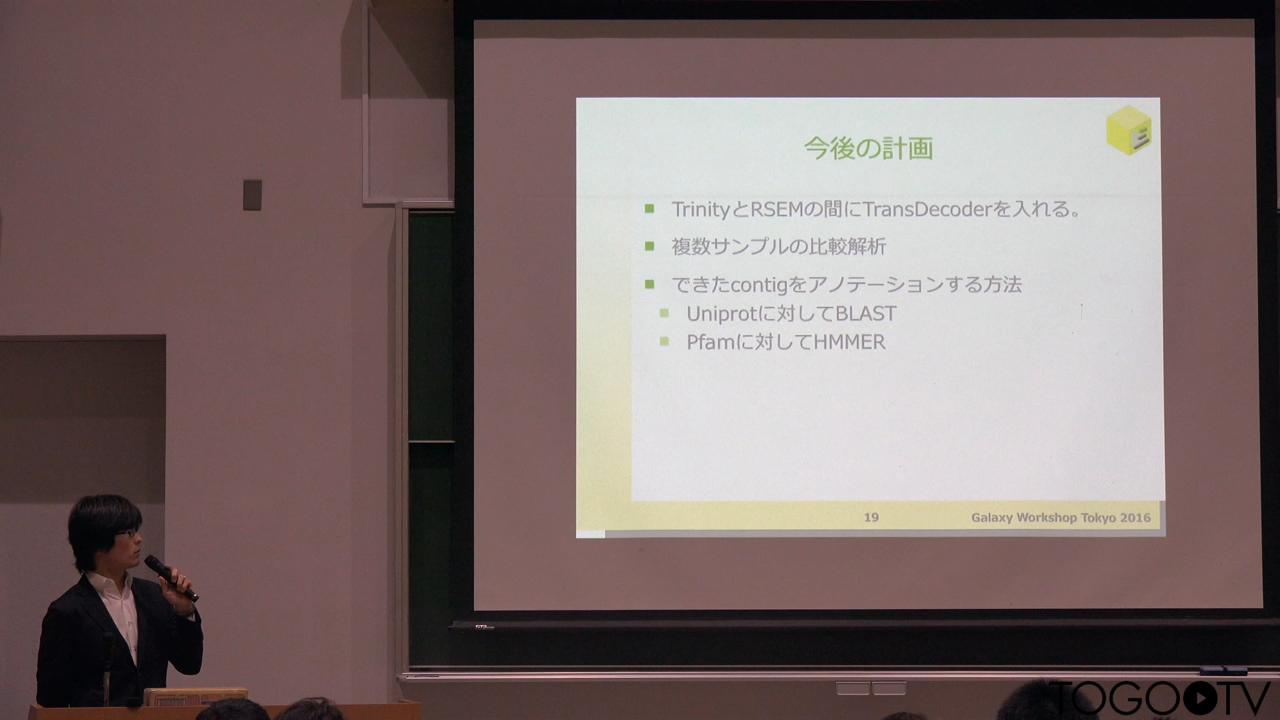 今後の計画
TrinityとRSEMの間にTransDecoderを入れる。
複数サンプルの比較解析
できたcontigをアノテーションする方法
Uniprotに対してBLAST
Pfamに対してHMMER
19
Galaxy Workshop Tokyo 2016
TOGOTV